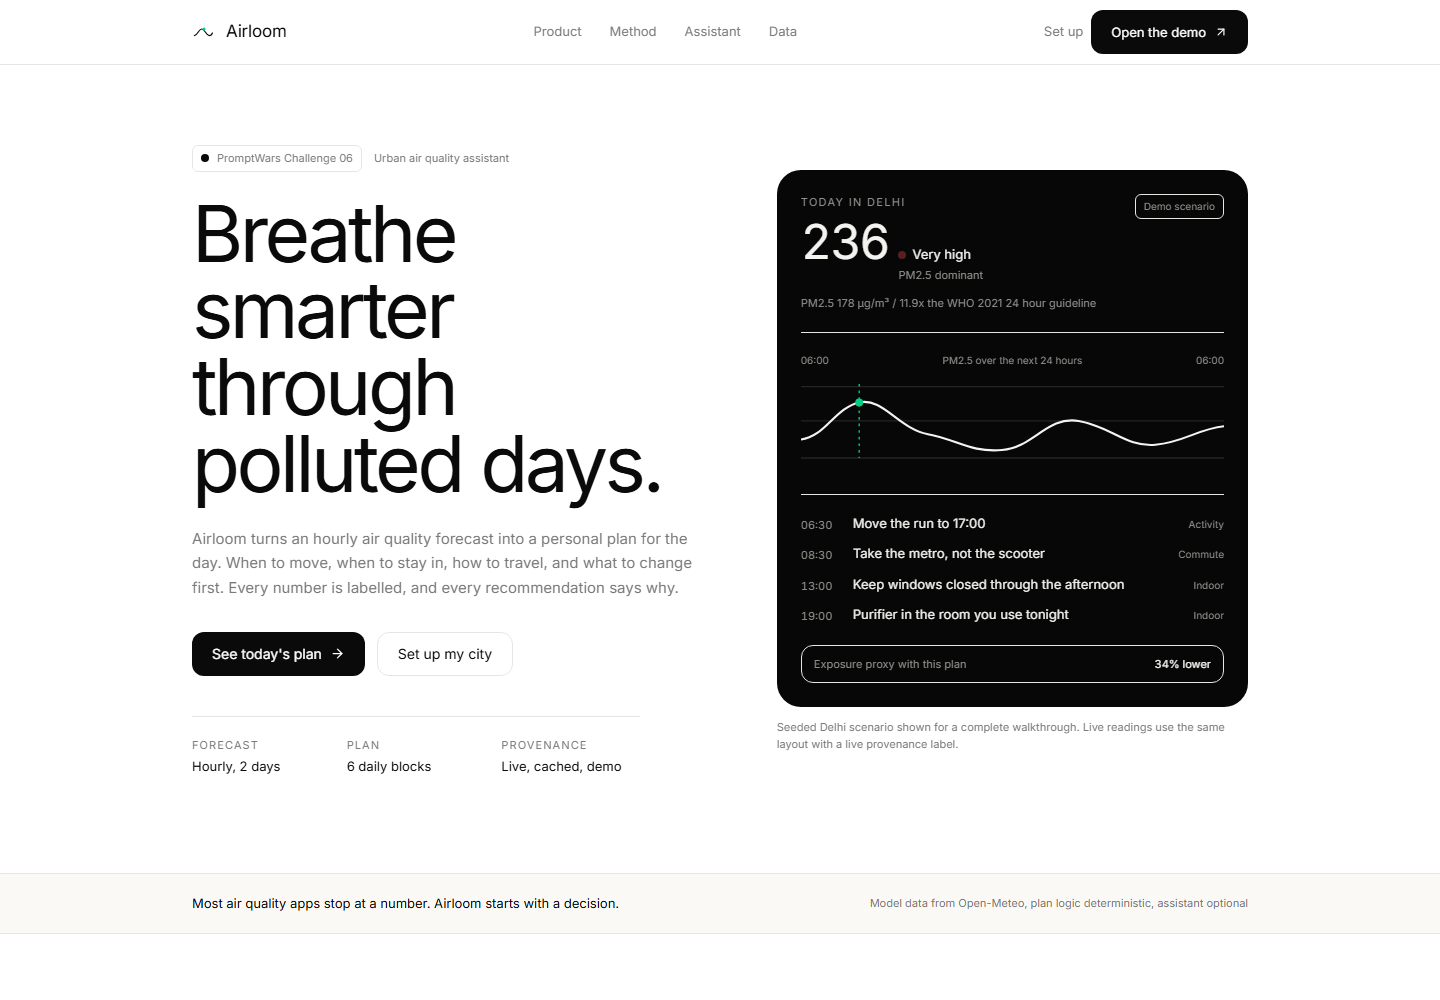 Airloom
Product
Method
Assistant
Data
Set up
Open the demo
PromptWars Challenge 06
Urban air quality assistant
Breathe
smarter
through
polluted days.
Airloom turns an hourly air quality forecast into a personal plan for the
day. When to move, when to stay in, how to travel, and what to change
first. Every number is labelled, and every recommendation says why.
See today's plan
Set up my city
FORECAST
Hourly, 2 days
PLAN
6 daily blocks
PROVENANCE
Live, cached, demo
TODAY IN DELHI
Demo scenario
236
Very high
PM2.5 dominant
PM2.5 178 µg/m³ / 11.9x the WHO 2021 24 hour guideline
06:00
PM2.5 over the next 24 hours
06:00
06:30 Move the run to 17:00 Activity
08:30 Take the metro, not the scooter Commute
13:00 Keep windows closed through the afternoon Indoor
19:00 Purifier in the room you use tonight Indoor
Exposure proxy with this plan 34% lower
Seeded Delhi scenario shown for a complete walkthrough. Live readings use the same
layout with a live provenance label.
Most air quality apps stop at a number. Airloom starts with a decision.
Model data from Open-Meteo, plan logic deterministic, assistant optional